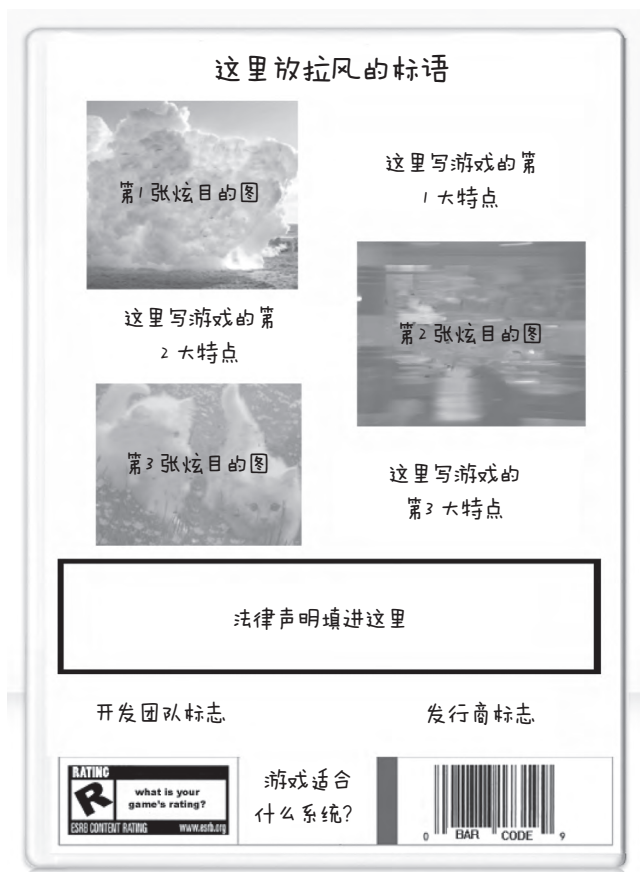 这里放拉风的标语
第1张炫目的图
这里写游戏的第
1大特点
这里写游戏的第
2大特点
第2张炫目的图
第3张炫目的图
这里写游戏的
第3大特点
法律声明填进这里
开发团队标志
发行商标志
RATING
R
what is your
game's rating?
ESRB CONTENT RATING www.esrb.org
游戏适合
什么系统?
0 BAR CODE 9